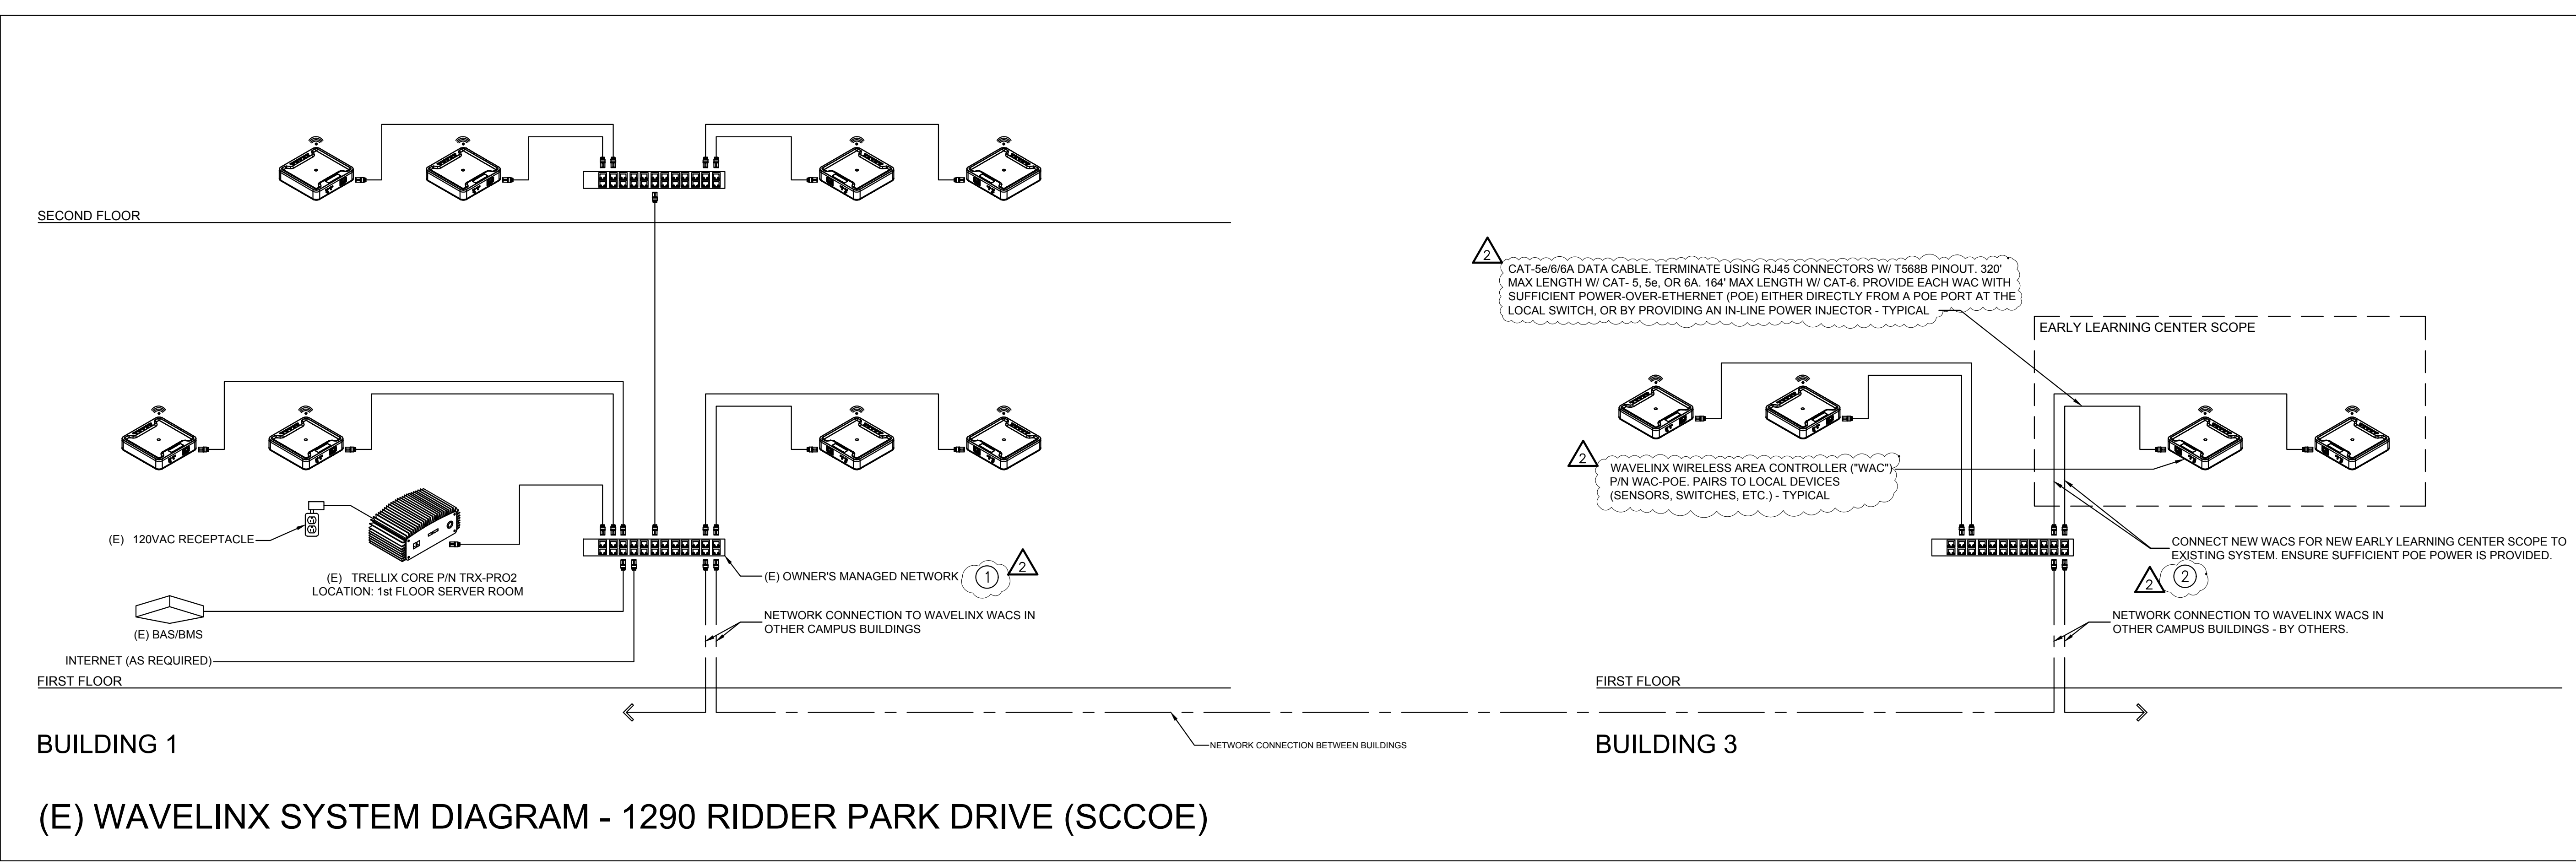 SECOND FLOOR
2
CAT-5e/6/6A DATA CABLE. TERMINATE USING RJ45 CONNECTORS W/ T568B PINOUT. 320'
MAX LENGTH W/ CAT- 5, 5e, OR 6A. 164' MAX LENGTH W/ CAT-6. PROVIDE EACH WAC WITH
SUFFICIENT POWER-OVER-ETHERNET (POE) EITHER DIRECTLY FROM A POE PORT AT THE
LOCAL SWITCH, OR BY PROVIDING AN IN-LINE POWER INJECTOR - TYPICAL
EARLY LEARNING CENTER SCOPE
2
WAVELINX WIRELESS AREA CONTROLLER ("WAC")
P/N WAC-POE. PAIRS TO LOCAL DEVICES
(SENSORS, SWITCHES, ETC.) - TYPICAL
(E) 120VAC RECEPTACLE
(E) TRELLIX CORE P/N TRX-PRO2
LOCATION: 1st FLOOR SERVER ROOM
(E) OWNER'S MANAGED NETWORK
1
2
CONNECT NEW WACS FOR NEW EARLY LEARNING CENTER SCOPE TO
EXISTING SYSTEM. ENSURE SUFFICIENT POE POWER IS PROVIDED.
2
2
(E) BAS/BMS
NETWORK CONNECTION TO WAVELINX WACS IN
OTHER CAMPUS BUILDINGS
NETWORK CONNECTION TO WAVELINX WACS IN
OTHER CAMPUS BUILDINGS - BY OTHERS.
INTERNET (AS REQUIRED)
FIRST FLOOR
FIRST FLOOR
BUILDING 1
NETWORK CONNECTION BETWEEN BUILDINGS
BUILDING 3
(E) WAVELINX SYSTEM DIAGRAM - 1290 RIDDER PARK DRIVE (SCCOE)